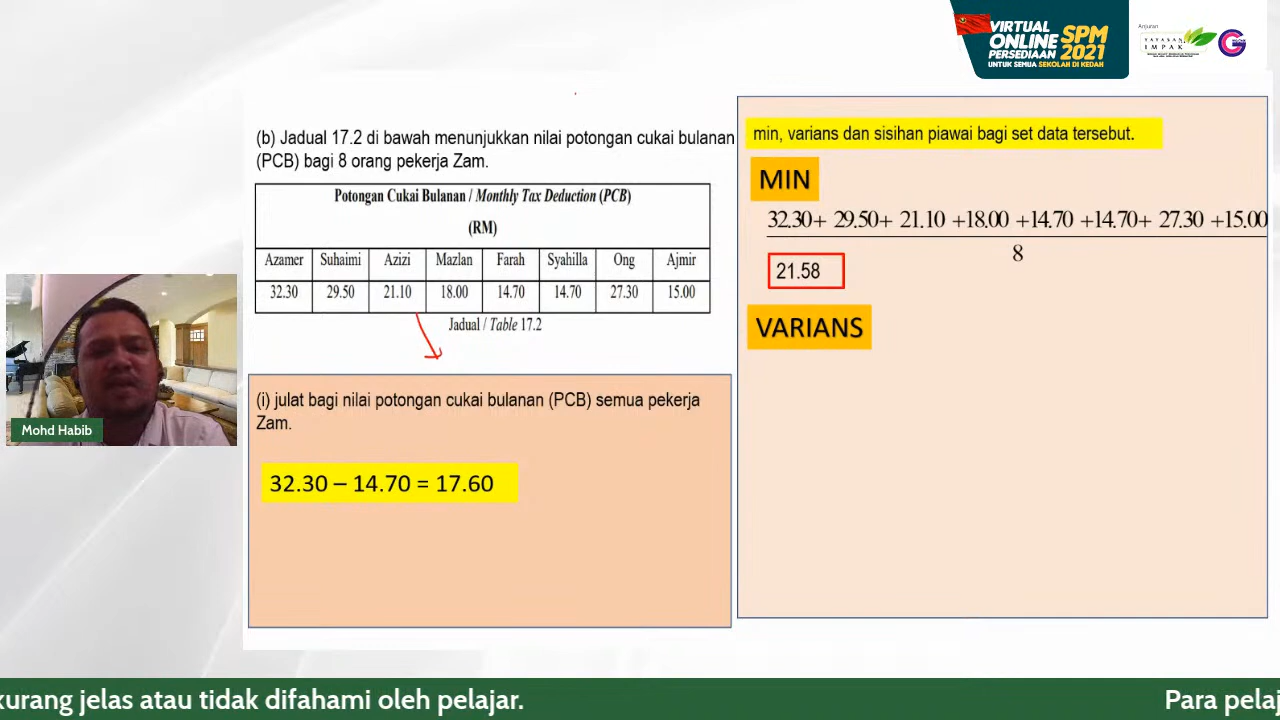 VIRTUAL
ONLINE
PERSEDIAAN
SPM
2021
UNTUK SEMUA SEKOLAH DI KEDAH
Anjuran
YAYASAN
IMPAK
(b) Jadual 17.2 di bawah menunjukkan nilai potongan cukai bulanan
(PCB) bagi 8 orang pekerja Zam.
Potongan Cukai Bulanan / Monthly Tax Deduction (PCB)
(RM)
Azamer Suhaimi Azizi Mazlan Farah Syahilla Ong Ajmir
32.30 29.50 21.10 18.00 14.70 14.70 27.30 15.00
Jadual / Table 17.2
(i) julat bagi nilai potongan cukai bulanan (PCB) semua pekerja
Zam.
32.30 – 14.70 = 17.60
min, varians dan sisihan piawai bagi set data tersebut.
MIN
32.30+ 29.50+ 21.10 +18.00 +14.70 +14.70+ 27.30 +15.00
8
21.58
VARIANS
Mohd Habib
kurang jelas atau tidak difahami oleh pelajar.
Para pelaj